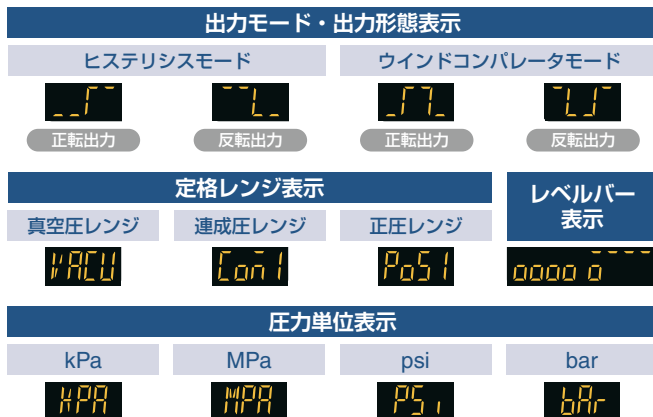 出力モード・出力形態表示
ヒステリシスモード ウインドコンパレータモード
正転出力 反転出力 正転出力 反転出力
定格レンジ表示
レベルバー
表示
真空圧レンジ 連成圧レンジ 正圧レンジ
VACU Com1 PoS1
圧力単位表示
kPa MPa psi bar
KPA MPA PSi bAr